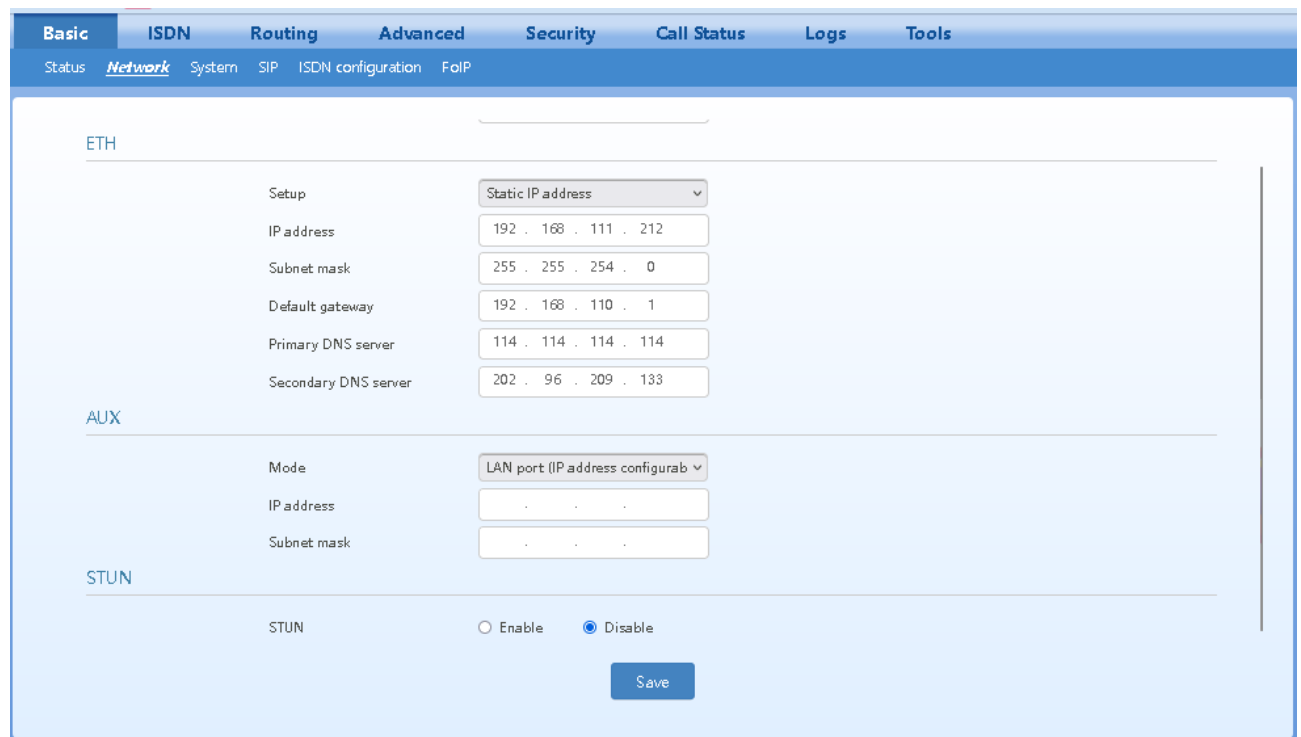 Basic ISDN Routing Advanced Security Call Status Logs Tools
Status Network System SIP ISDN configuration FoIP
ETH
Setup Static IP address
IP address 192 . 168 . 111 . 212
Subnet mask 255 . 255 . 254 . 0
Default gateway 192 . 168 . 110 . 1
Primary DNS server 114 . 114 . 114 . 114
Secondary DNS server 202 . 96 . 209 . 133
AUX
Mode LAN port (IP address configurab
IP address . . .
Subnet mask . . .
STUN
STUN Enable Disable
Save